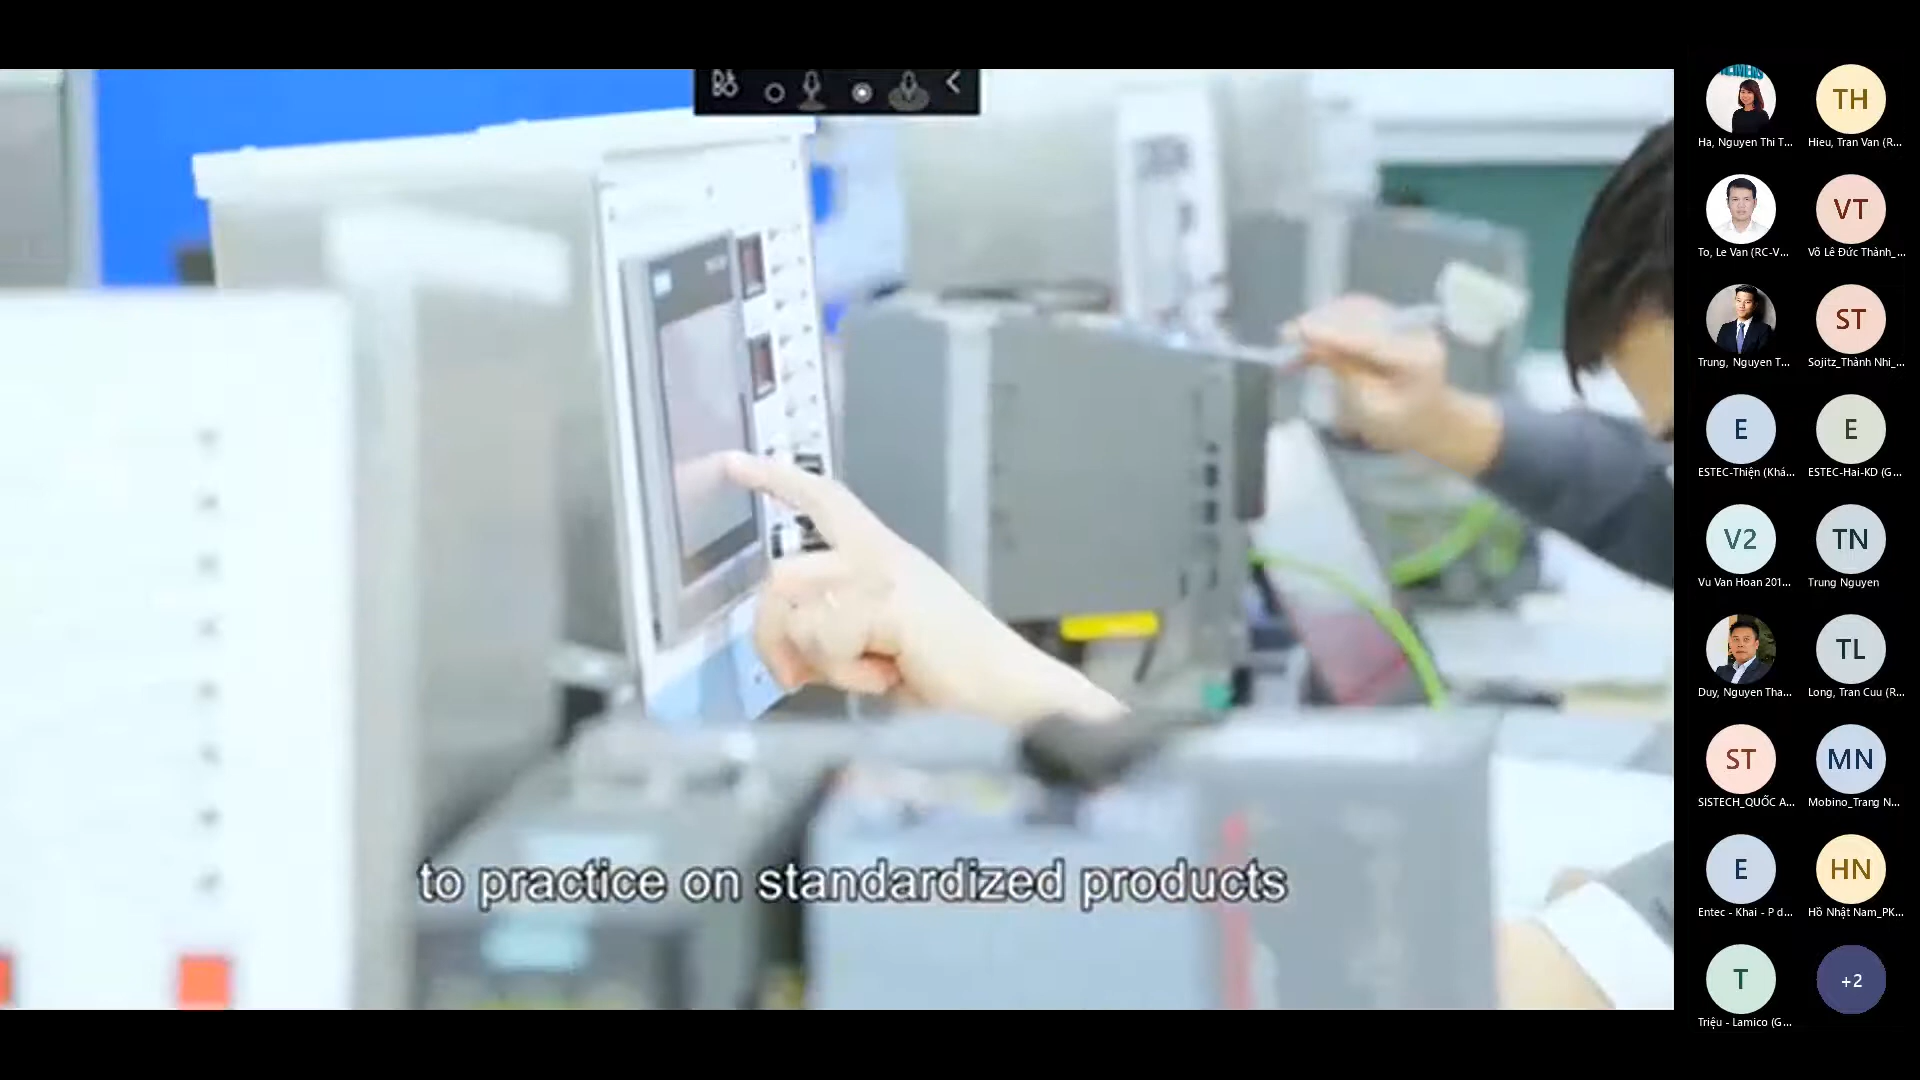 to practice on standardized products
TH
Ha, Nguyen Thi T...
Hieu, Tran Van (R...
VT
To, Le Van (RC-V...
Võ Lê Đức Thành_...
ST
Trung, Nguyen T...
Sojitz_Thành Nhi_...
E
E
ESTEC-Thiện (Khá...
ESTEC-Hai-KD (G...
V2
TN
Vu Van Hoan 201...
Trung Nguyen
TL
Duy, Nguyen Tha...
Long, Tran Cuu (R...
ST
MN
SISTECH_QUỐC A...
Mobino_Trang N...
E
HN
Entec - Khai - P d...
Hồ Nhật Nam_PK...
T
+2
Triệu - Lamico (G...